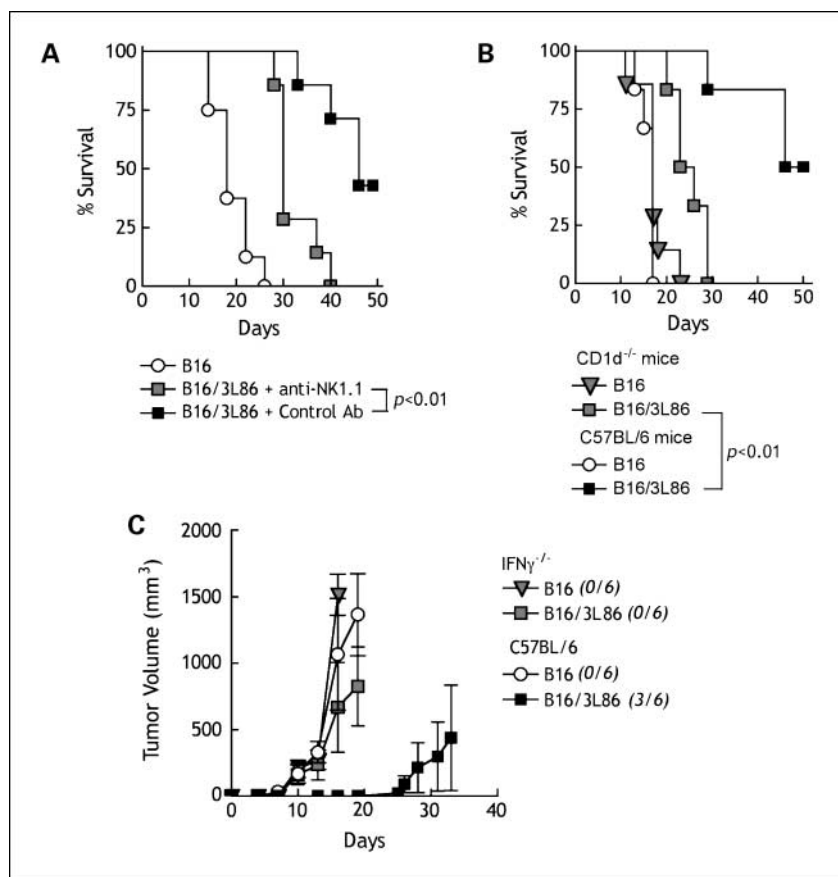 A
% Survival
100
75
50
25
0
0 10 20 30 40 50
Days
B16
B16/3L86 + anti-NK1.1
B16/3L86 + Control Ab
p<0.01
B
% Survival
100
75
50
25
0
0 10 20 30 40 50
Days
CD1d-/- mice
B16
B16/3L86
C57BL/6 mice
B16
B16/3L86
p<0.01
C
Tumor Volume (mm³)
2000
1500
1000
500
0
0 10 20 30 40
Days
IFNγ-/-
B16 (0/6)
B16/3L86 (0/6)
C57BL/6
B16 (0/6)
B16/3L86 (3/6)